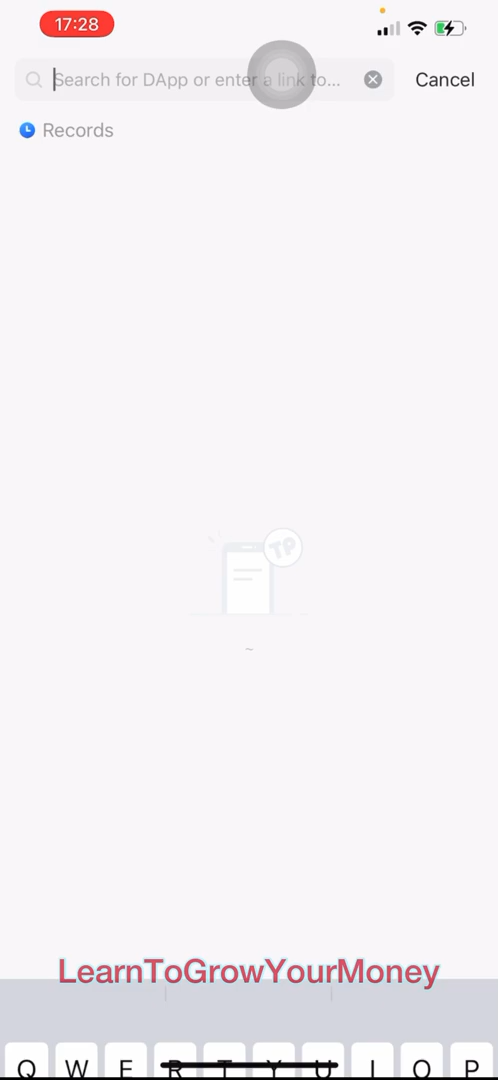 17:28
Search for DApp or enter a link to...
Cancel
Records
TP
~
LearnToGrowYourMoney
Q W E R T Y U I O P